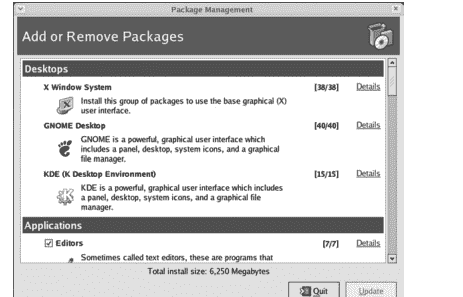 Package Management
Add or Remove Packages
Desktops
X Window System [38/38] Details
Install this group of packages to use the base graphical (X)
user interface.
GNOME Desktop [40/40] Details
GNOME is a powerful, graphical user interface which
includes a panel, desktop, system icons, and a graphical
file manager.
KDE (K Desktop Environment) [15/15] Details
KDE is a powerful, graphical user interface which includes
a panel, desktop, system icons, and a graphical file
manager.
Applications
Editors [7/7] Details
Sometimes called text editors, these are programs that
Total install size: 6,250 Megabytes
Quit Update